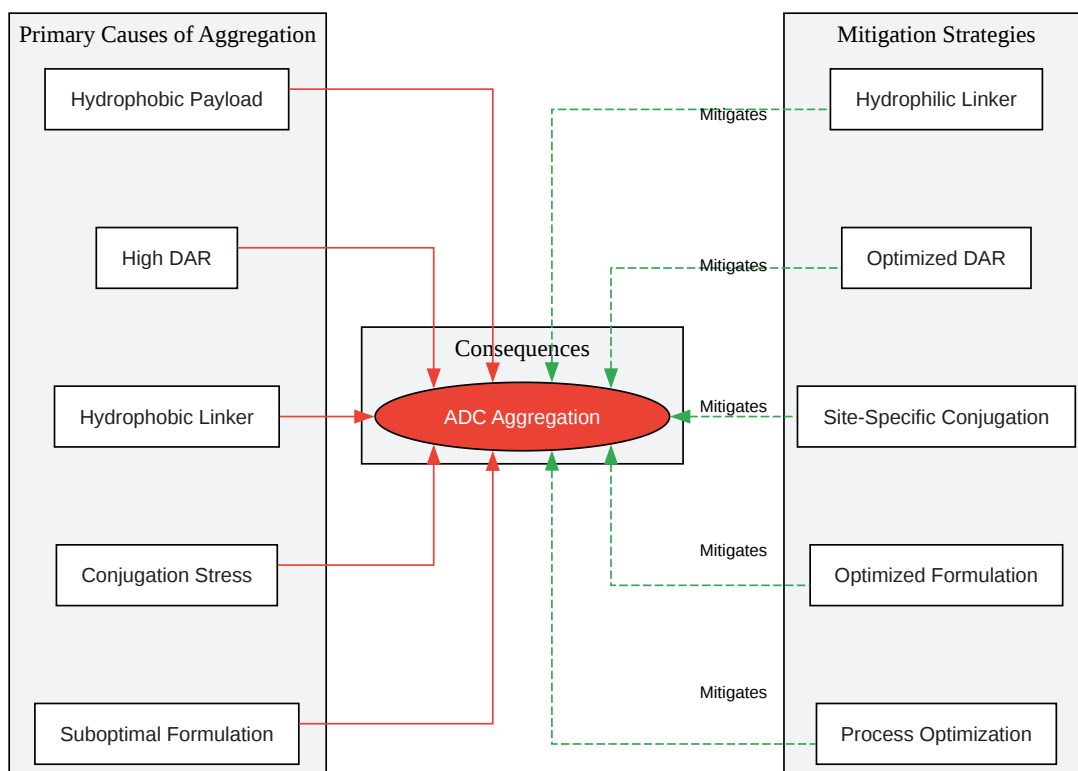 Primary Causes of Aggregation
Hydrophobic Payload
High DAR
Hydrophobic Linker
Conjugation Stress
Suboptimal Formulation
Consequences
ADC Aggregation
Mitigates
Mitigates
Mitigates
Mitigates
Mitigates
Mitigation Strategies
Hydrophilic Linker
Optimized DAR
Site-Specific Conjugation
Optimized Formulation
Process Optimization